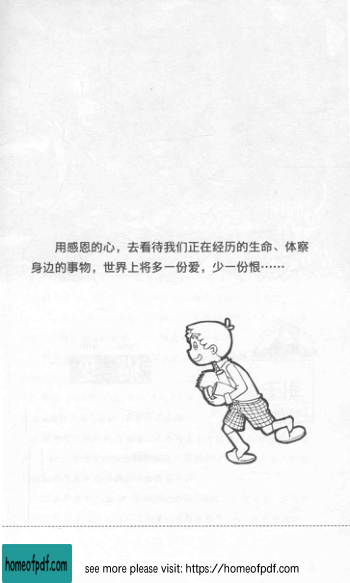 用感恩的心，去看待我们正在经历的生命、体察
身边的事物，世界上将多一份爱，少一份恨……
homeofpdf.com
see more please visit: https://homeofpdf.com